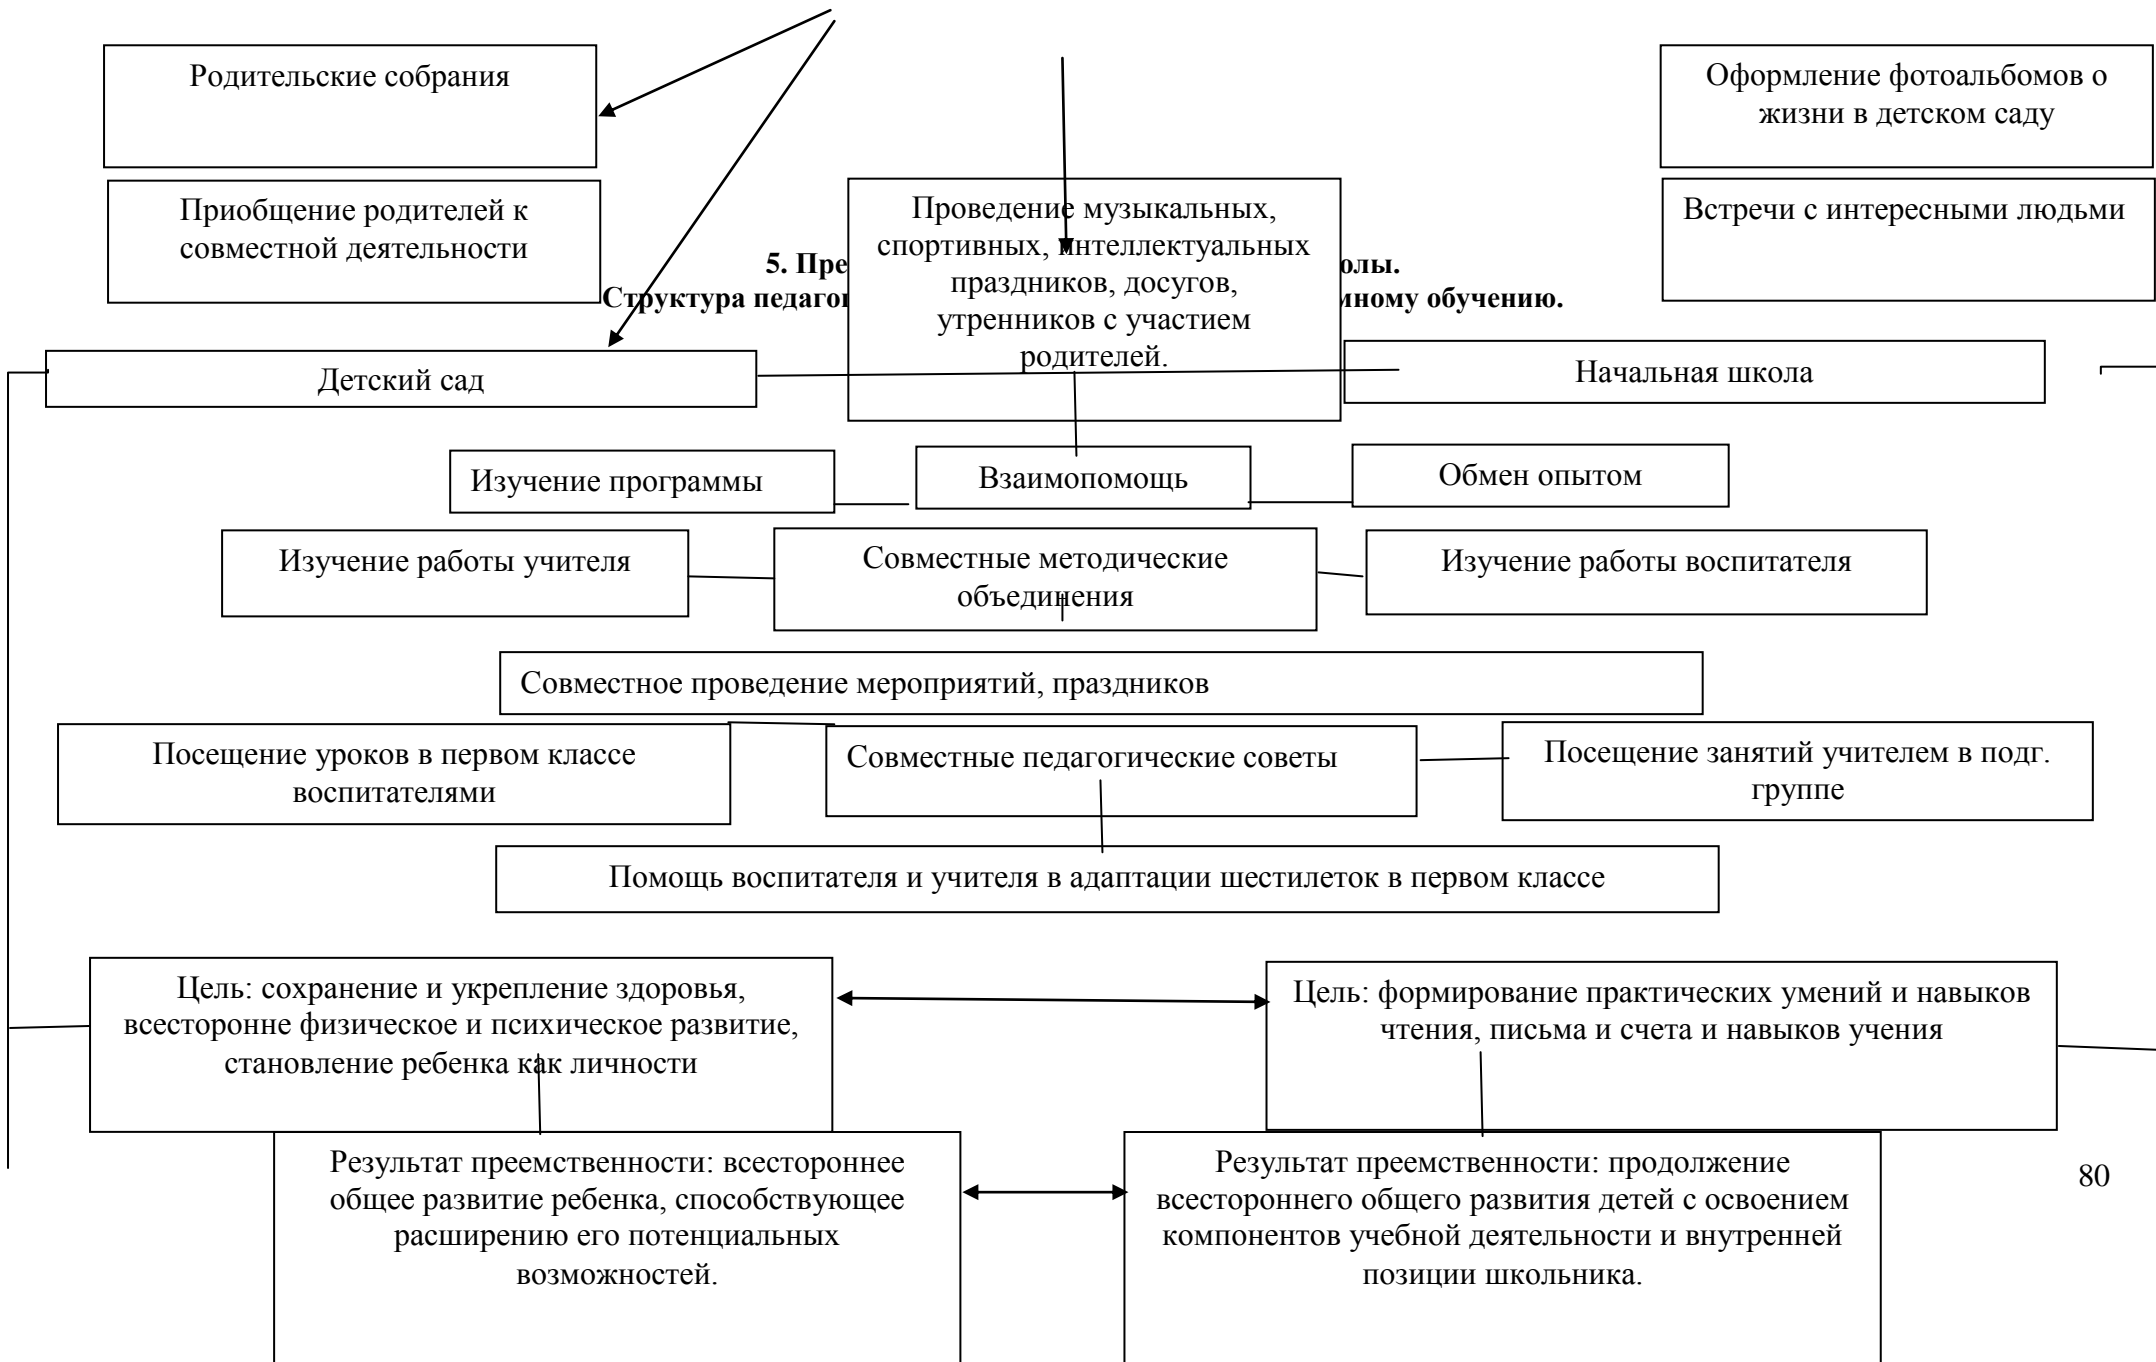 Родительские собрания
Оформление фотоальбомов о
жизни в детском саду
Приобщение родителей к
совместной деятельности
Проведение музыкальных,
спортивных, интеллектуальных
праздников, досугов,
утренников с участием
родителей.
Встречи с интересными людьми
5.
Структура обучению.
Детский сад
Начальная школа
Изучение программы
Взаимопомощь
Обмен опытом
Изучение работы учителя
Совместные методические
объединения
Изучение работы воспитателя
Совместное проведение мероприятий, праздников
Посещение уроков в первом классе
воспитателями
Совместные педагогические советы
Посещение занятий учителем в подг.
группе
Помощь воспитателя и учителя в адаптации шестилеток в первом классе
Цель: сохранение и укрепление здоровья,
всесторонне физическое и психическое развитие,
становление ребенка как личности
Цель: формирование практических умений и навыков
чтения, письма и счета и навыков учения
Результат преемственности: всестороннее
общее развитие ребенка, способствующее
расширению его потенциальных
возможностей.
Результат преемственности: продолжение
всестороннего общего развития детей с освоением
компонентов учебной деятельности и внутренней
позиции школьника.
80